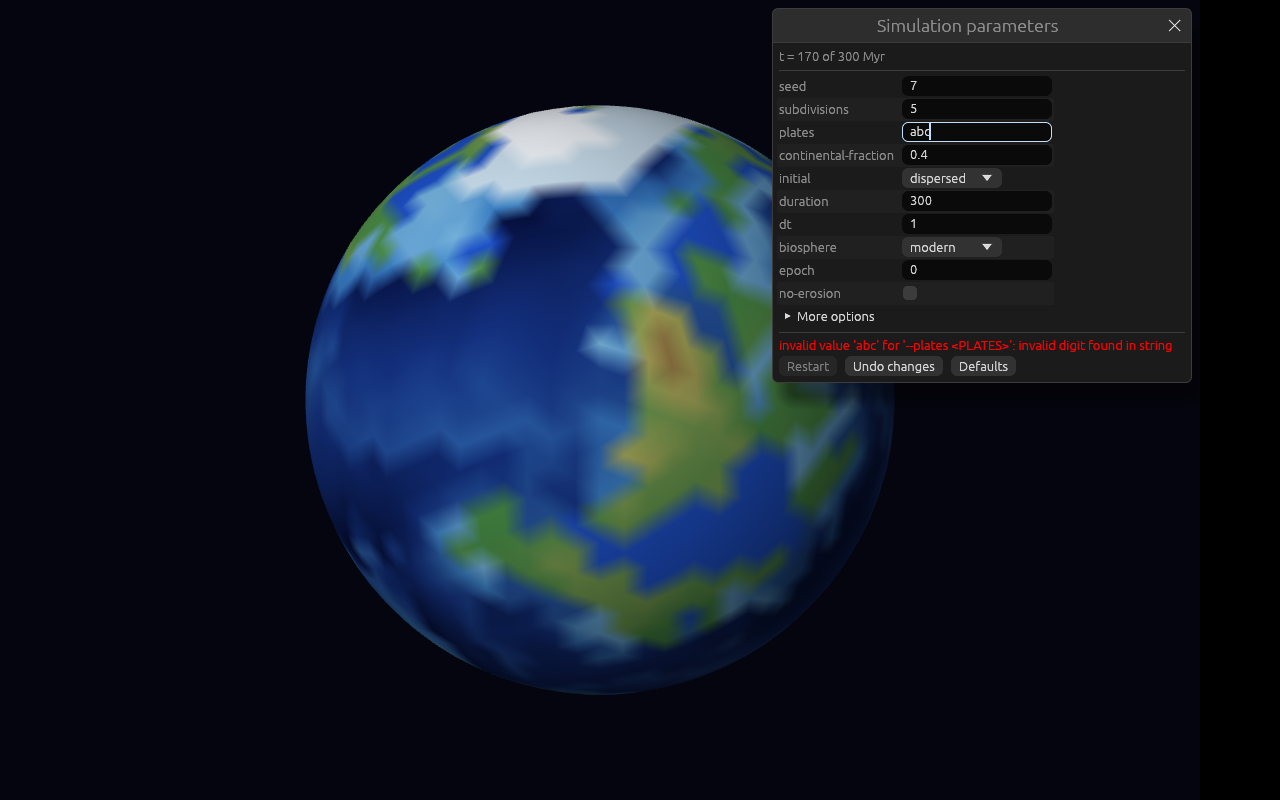 Simulation parameters
t = 170 of 300 Myr
seed 7
subdivisions 5
plates abc
continental-fraction 0.4
initial dispersed
duration 300
dt 1
biosphere modern
epoch 0
no-erosion
More options
invalid value 'abc' for '--plates <PLATES>': invalid digit found in string
Restart Undo changes Defaults